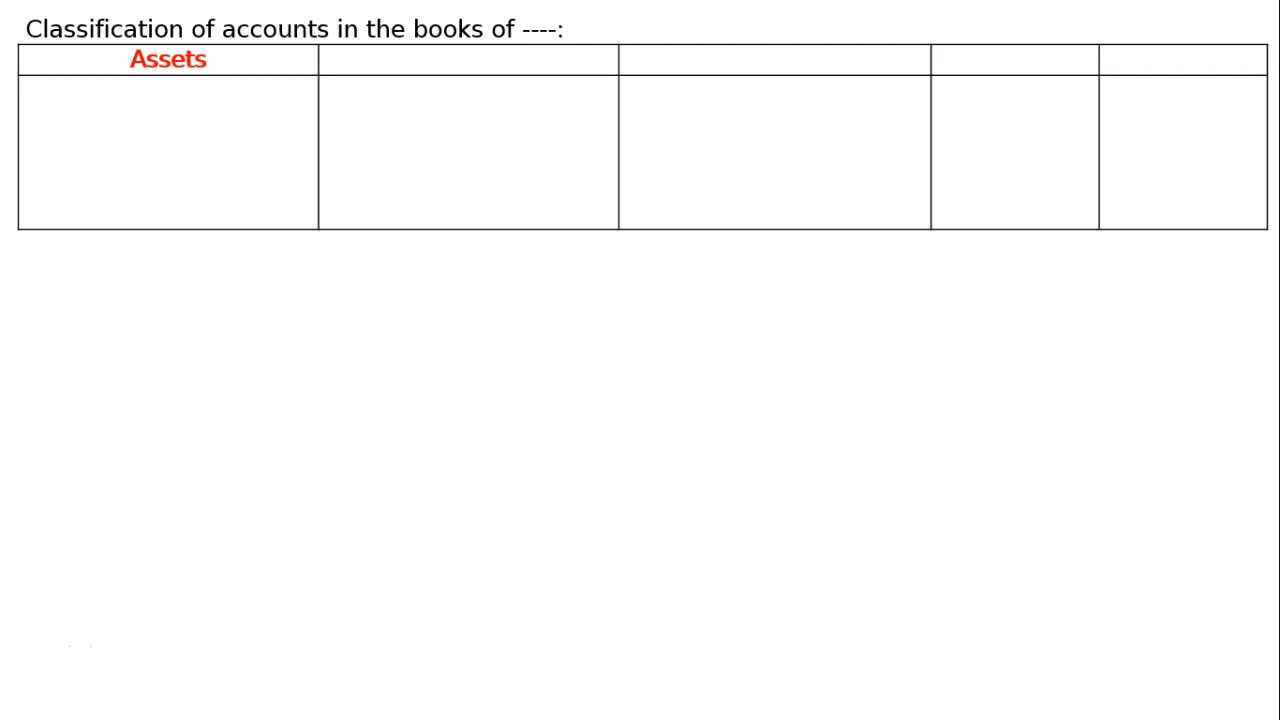 Classification of accounts in the books of ----:
Assets